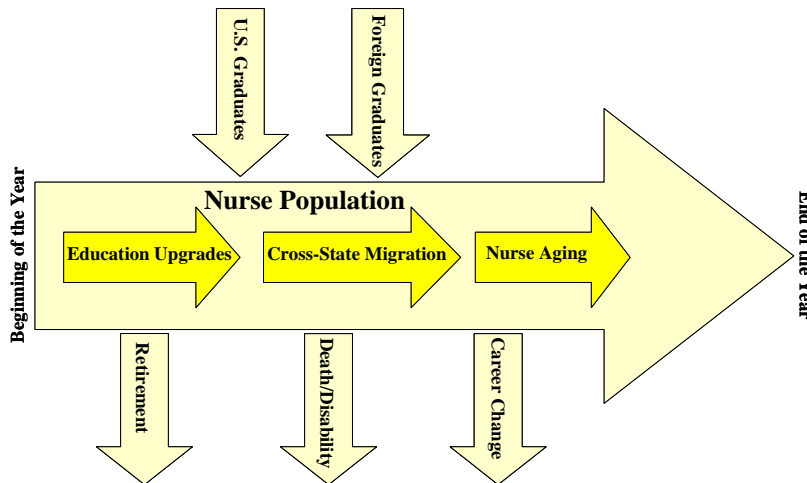 U.S. Graduates
Foreign Graduates
Nurse Population
Beginning of the Year
Education Upgrades
Cross-State Migration
Nurse Aging
End of the Year
Retirement
Death/Disability
Career Change